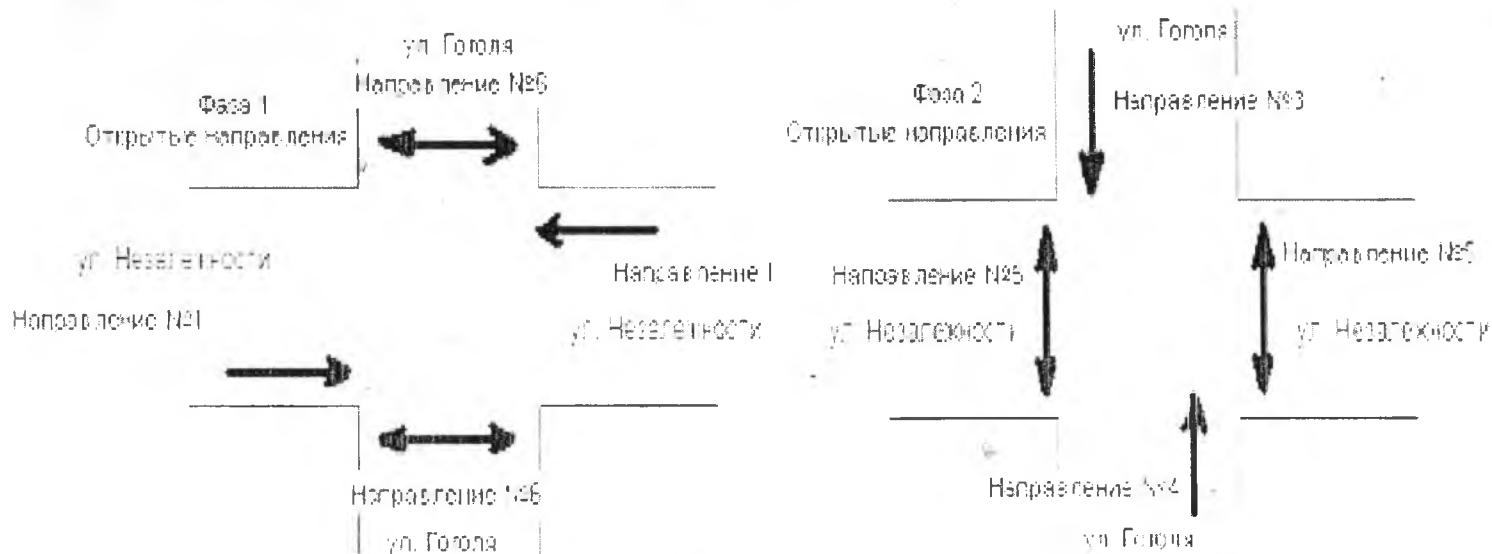 ул. Гоголя
Направление №6
Фаза 1
Открытые направления
ул. Незалежности
Направление
Направление №1
ул. Незалежности
Направление №6
ул. Гоголя
ул. Гоголя
Фаза 2
Направление №3
Открытые направления
Направление №5
Направление №5
ул. Незалежности
ул. Незалежности
Направление №4
ул. Гоголя